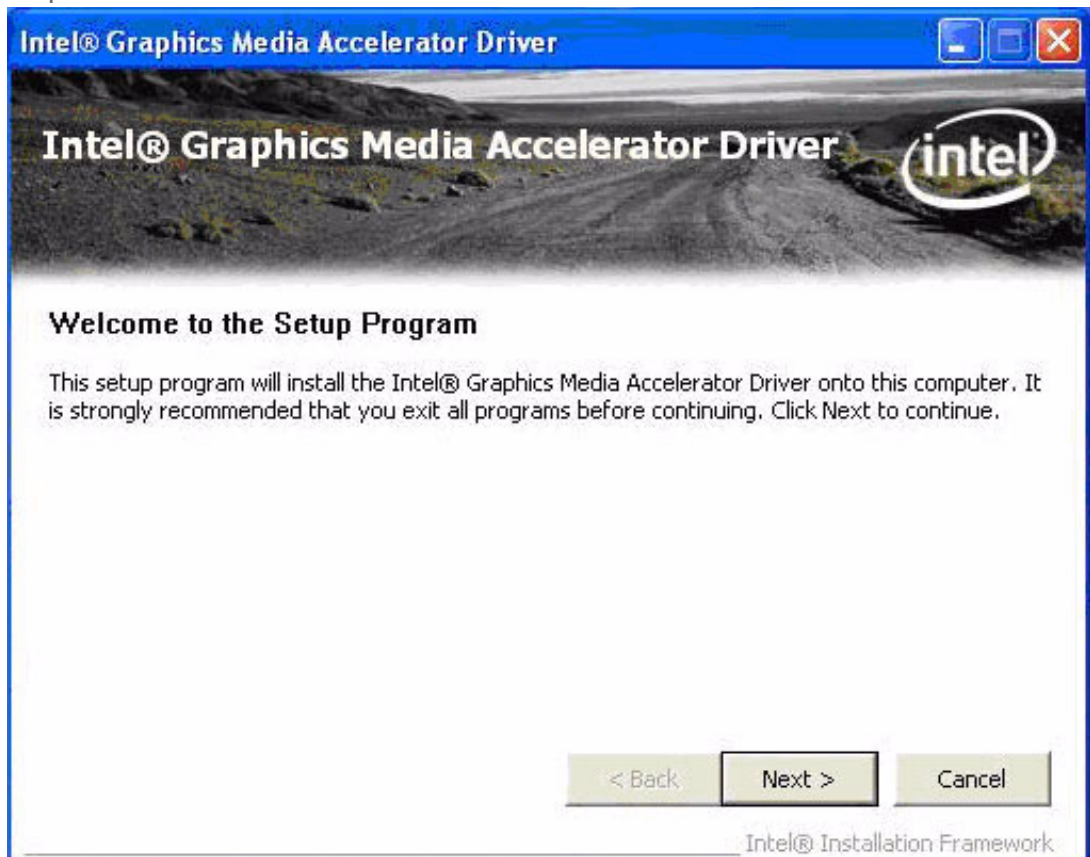 Intel® Graphics Media Accelerator Driver
Intel® Graphics Media Accelerator Driver
intel
Welcome to the Setup Program
This setup program will install the Intel® Graphics Media Accelerator Driver onto this computer. It
is strongly recommended that you exit all programs before continuing. Click Next to continue.
< Back Next > Cancel
Intel® Installation Framework